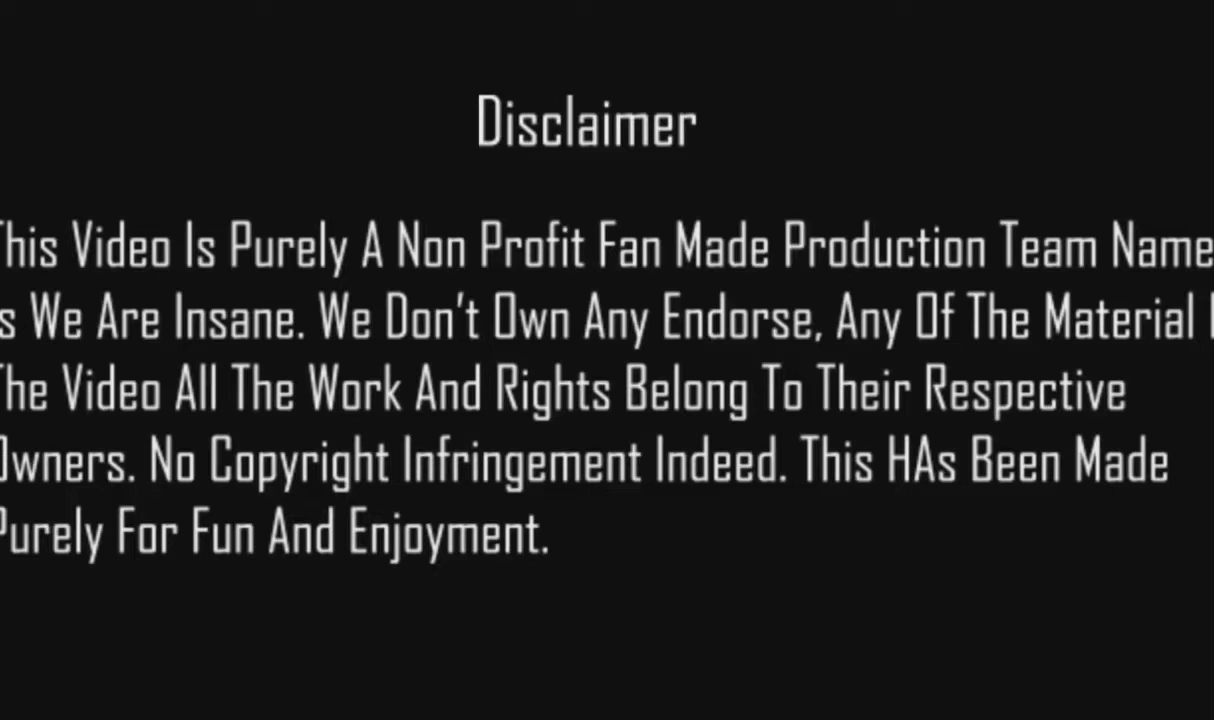 Disclaimer
This Video Is Purely A Non Profit Fan Made Production Team Name
Is We Are Insane. We Don't Own Any Endorse, Any Of The Material
The Video All The Work And Rights Belong To Their Respective
Owners. No Copyright Infringement Indeed. This HAs Been Made
Purely For Fun And Enjoyment.